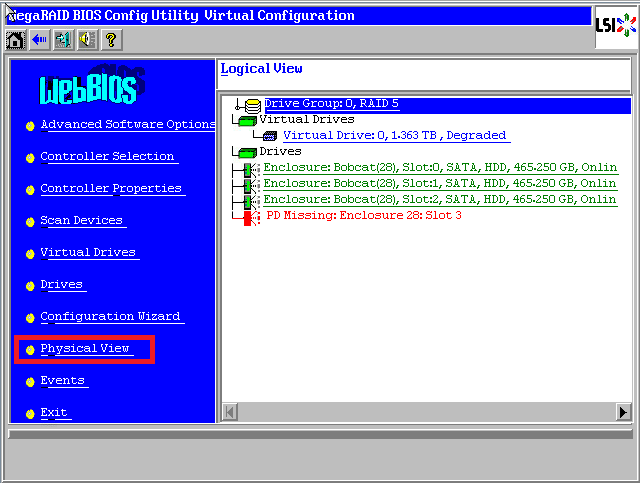 MegaRAID BIOS Config Utility Virtual Configuration
LSI
WebBIOS
Logical View
Advanced Software Options
Controller Selection
Controller Properties
Scan Devices
Virtual Drives
Drives
Configuration Wizard
Physical View
Events
Exit
Drive Group: 0, RAID 5
Virtual Drives
Virtual Drive: 0, 1.363 TB , Degraded
Drives
Enclosure: Bobcat(28), Slot:0, SATA, HDD, 465.250 GB, Onlin
Enclosure: Bobcat(28), Slot:1, SATA, HDD, 465.250 GB, Onlin
Enclosure: Bobcat(28), Slot:2, SATA, HDD, 465.250 GB, Onlin
PD Missing: Enclosure 28: Slot 3